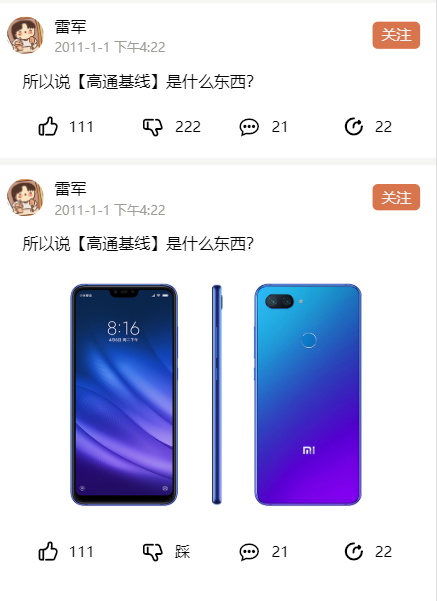 雷军
关注
2011-1-1 下午4:22
所以说【高通基线】是什么东西？
111
222
21
22
雷军
关注
2011-1-1 下午4:22
所以说【高通基线】是什么东西？
8:16
MI
111
踩
21
22